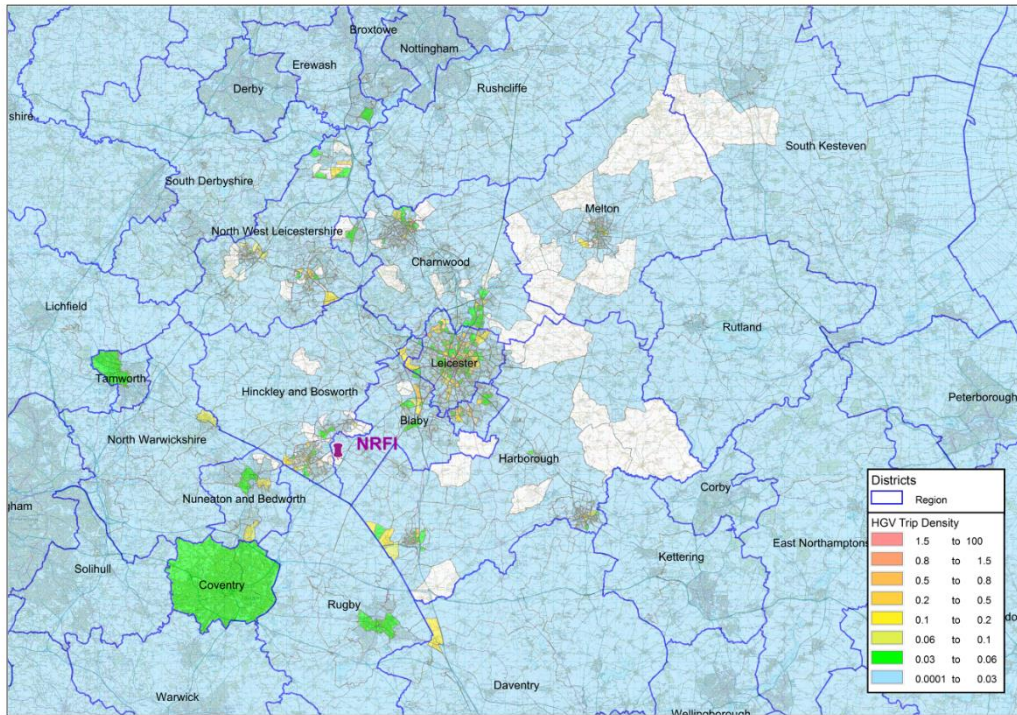 Broxtowe
Nottingham
Erewash
Derby
Rushcliffe
shire
South Kesteven
South Derbyshire
Melton
North West Leicestershire
Charnwood
Lichfield
Rutland
Leicester
Tamworth
Hinckley and Bosworth
Peterborough
Blaby
North Warwickshire
NRFI
Harborough
Corby
Nuneaton and Bedworth
gham
East Northamptons
Kettering
Solihull
Coventry
Rugby
Daventry
Warwick
Wellingborough
Districts
Region
HGV Trip Density
1.5 to 100
0.8 to 1.5
0.5 to 0.8
0.2 to 0.5
0.1 to 0.2
0.06 to 0.1
0.03 to 0.06
0.0001 to 0.03